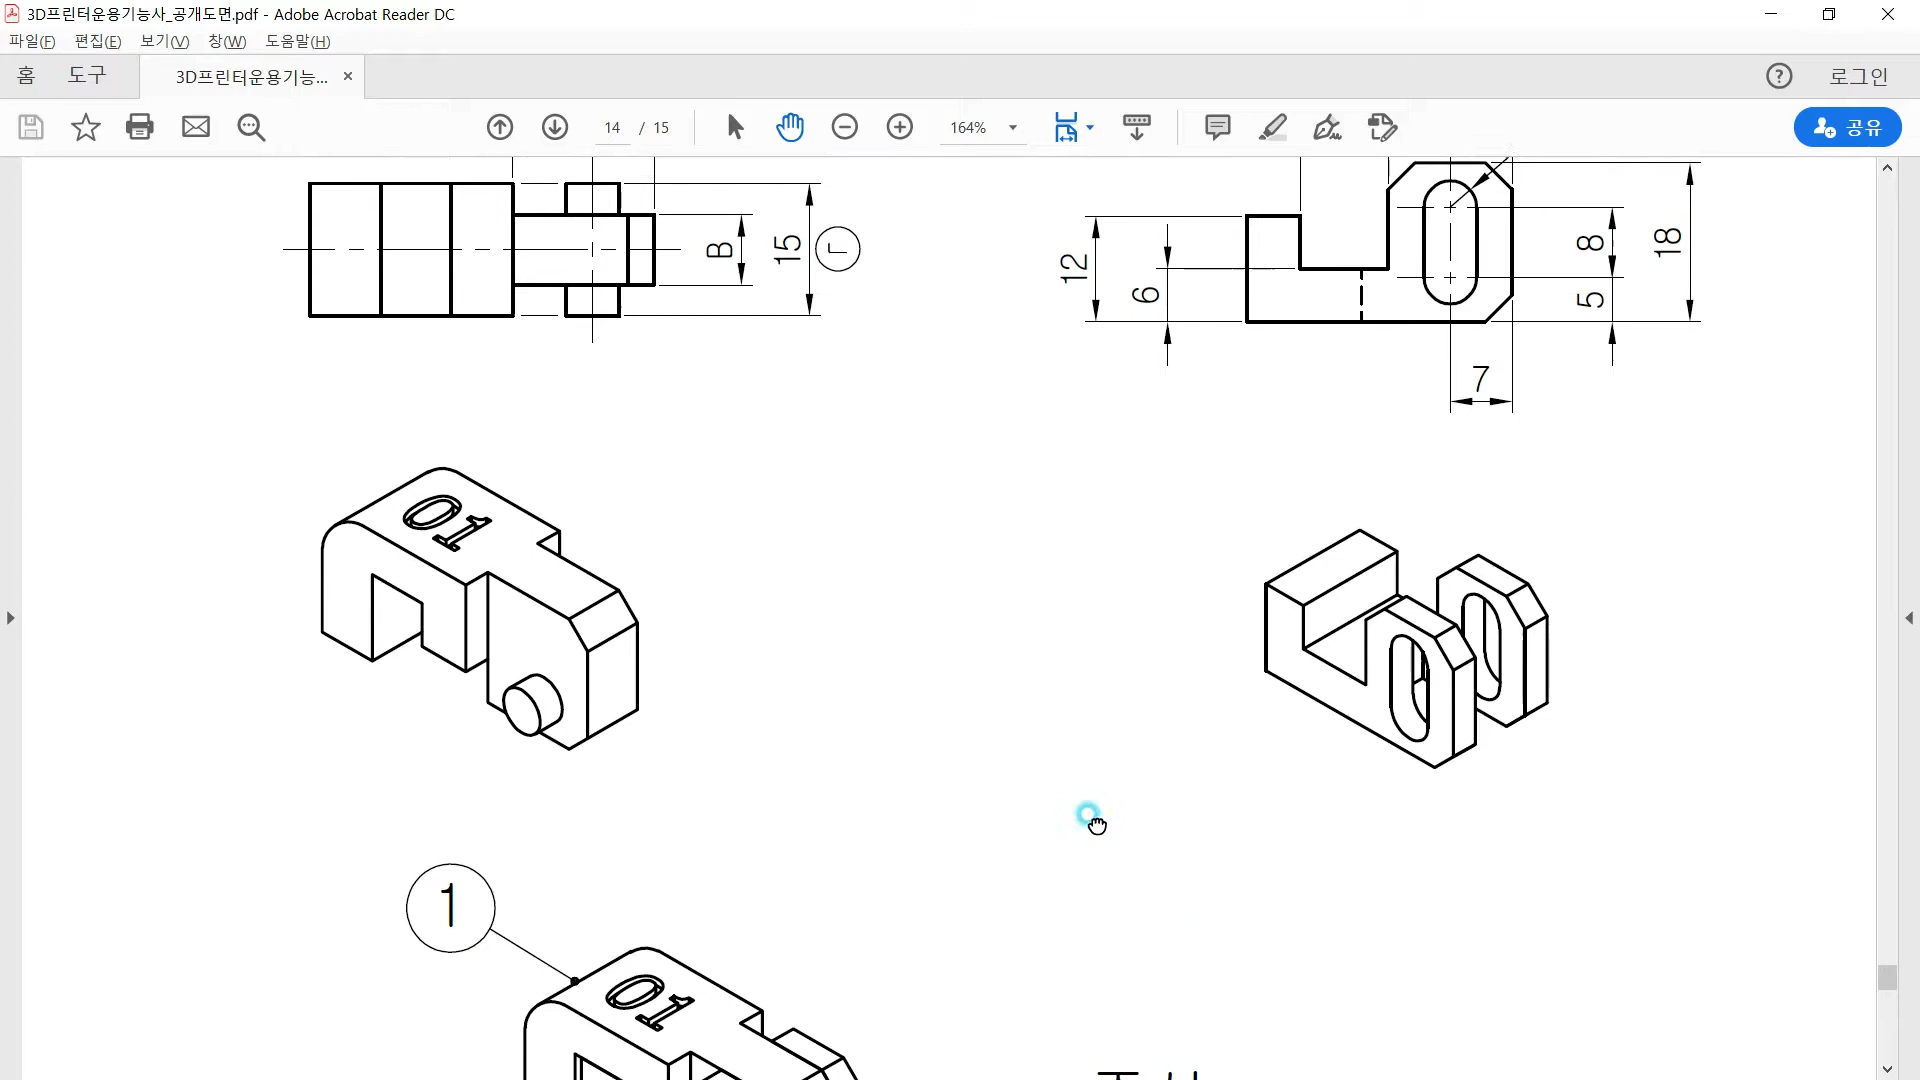 3D프린터운용기능사_공개도면.pdf - Adobe Acrobat Reader DC
파일(F) 편집(E) 보기(V) 창(W) 도움말(H)
홈 도구 3D프린터운용기능... × ? 로그인
14 / 15 164% 공유
B 15 ㄱ
12 6 8 5 18
7
01
1
01